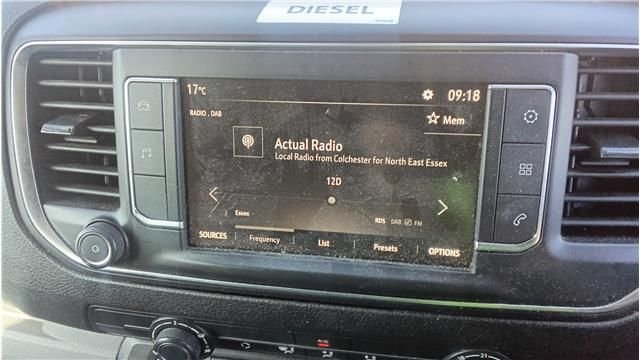 DIESEL
17°C
09:18
RADIO . DAB
Mem
Actual Radio
Local Radio from Colchester for North East Essex
12D
Essex
RDS DAB FM
SOURCES Frequency List Presets OPTIONS